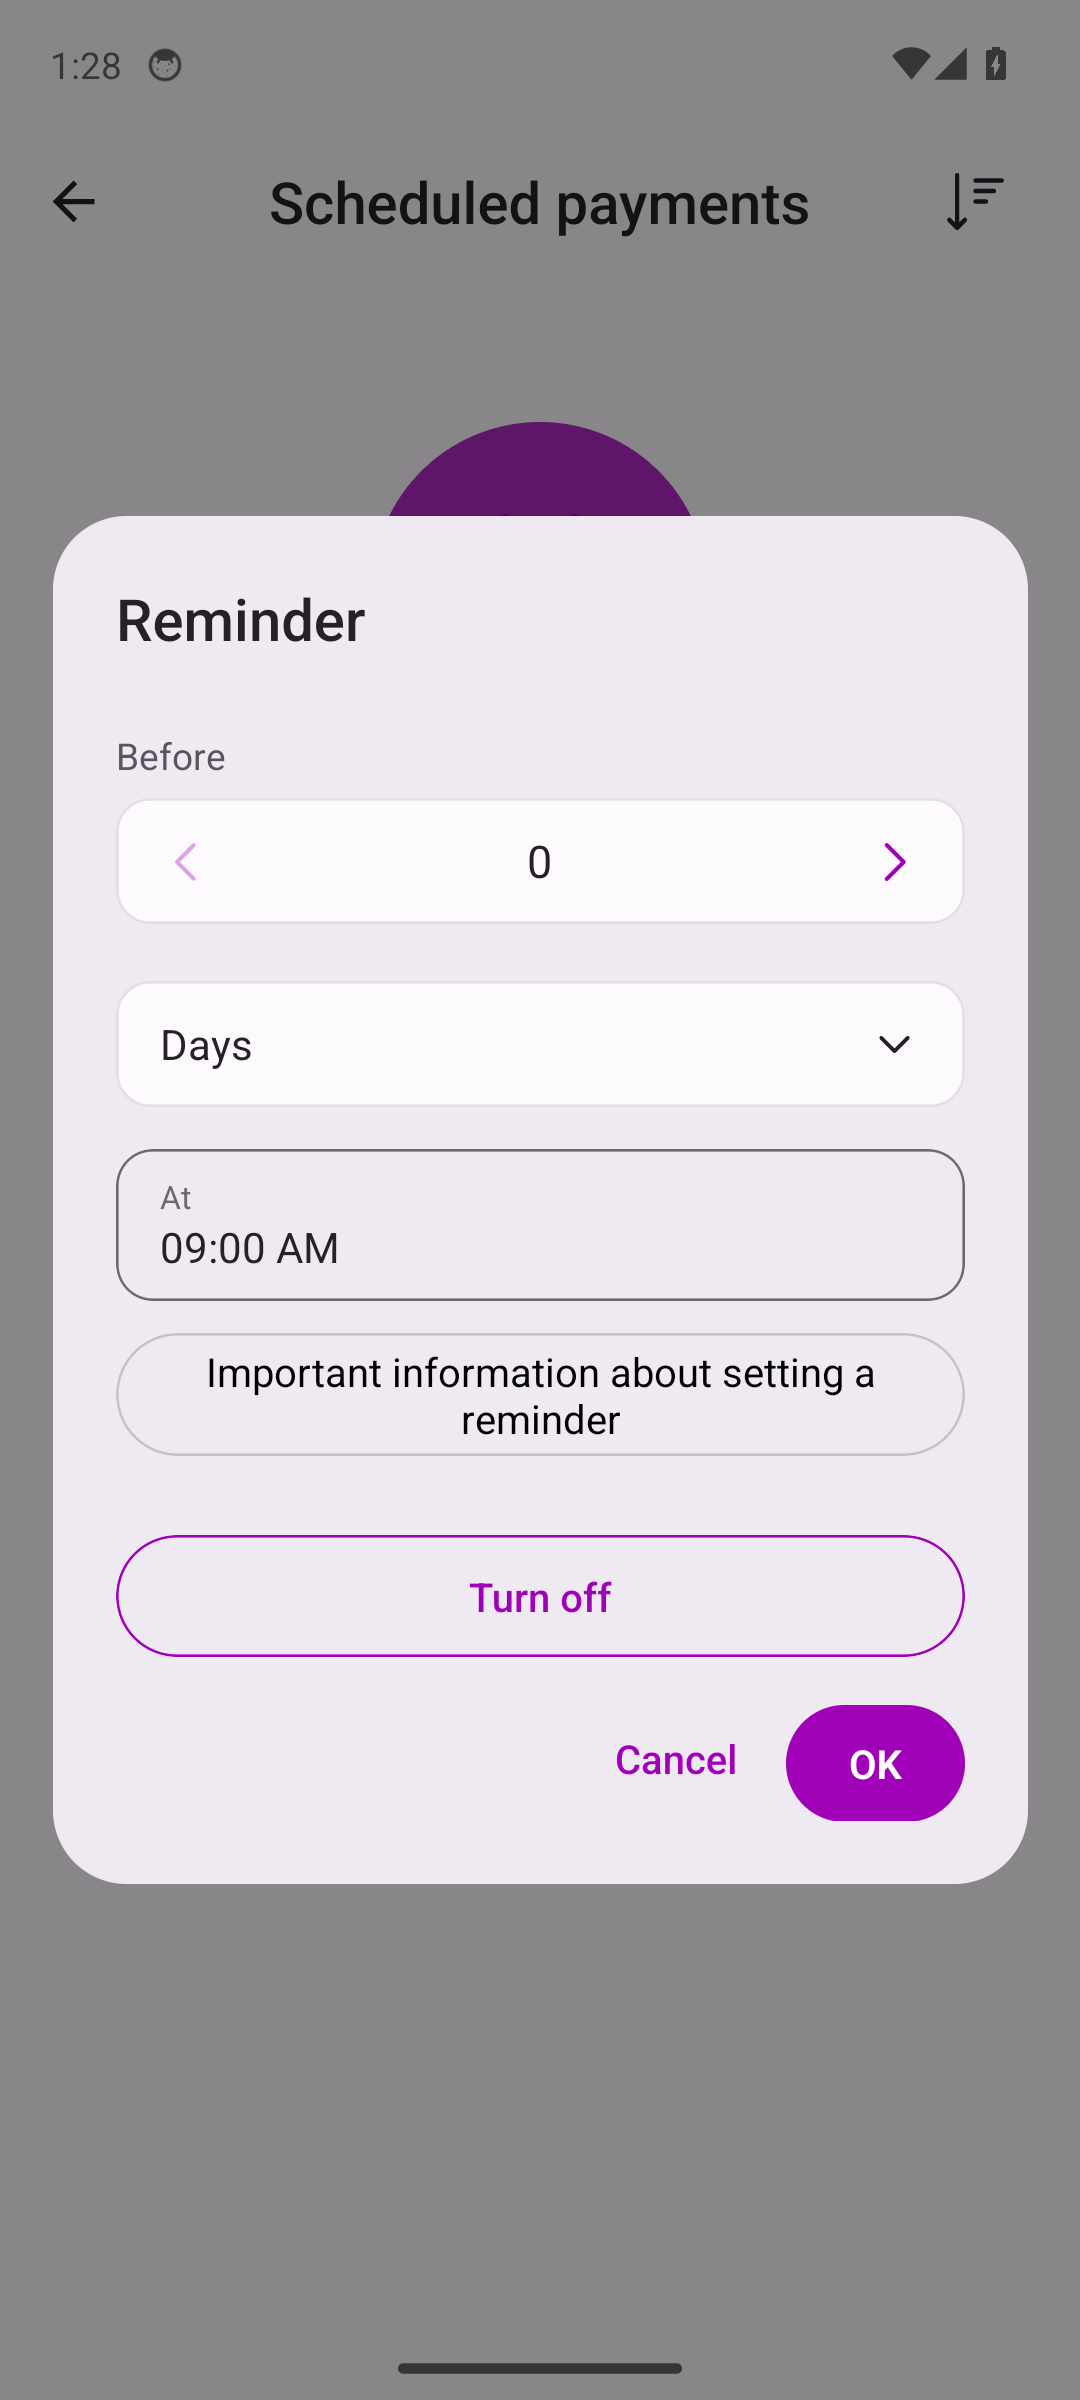 1:28
Scheduled payments
Reminder
Before
0
Days
At
09:00 AM
Important information about setting a
reminder
Turn off
Cancel
OK